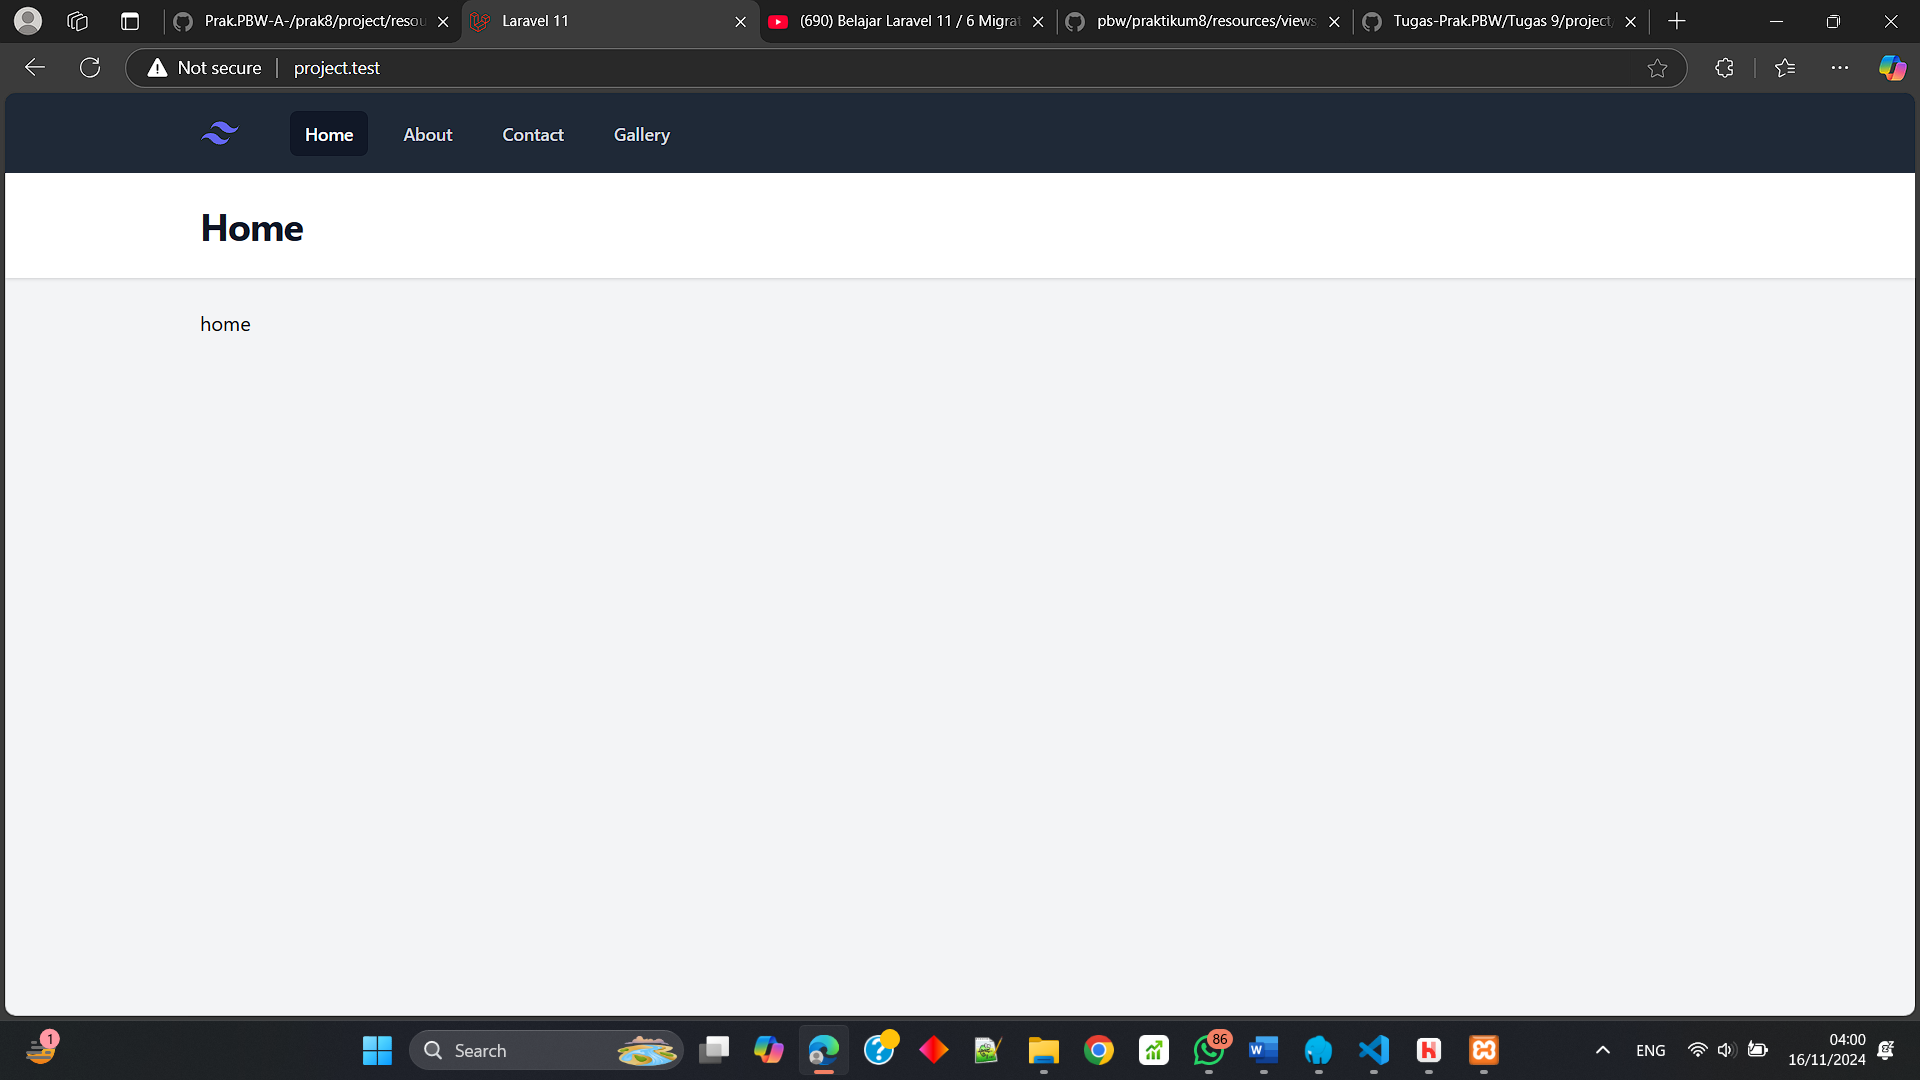 Prak.PBW-A-/prak8/project/resou
Laravel 11
(690) Belajar Laravel 11 / 6 Migrat
pbw/praktikum8/resources/views
Tugas-Prak.PBW/Tugas 9/project
Not secure
project.test
Home
About
Contact
Gallery
Home
home
1
Search
86
ENG
04:00
16/11/2024